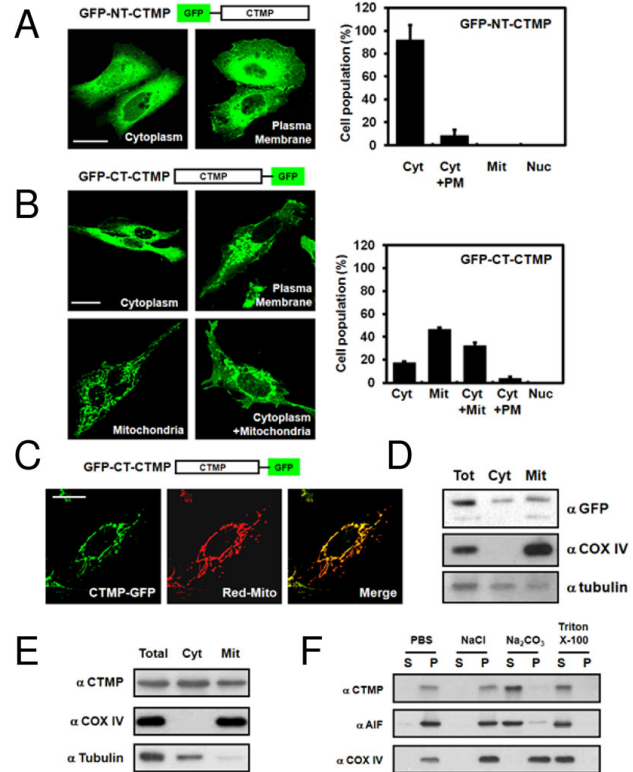 A
GFP-NT-CTMP
GFP
CTMP
Cytoplasm
Plasma
Membrane
GFP-NT-CTMP
Cell population (%)
120
100
80
60
40
20
0
Cyt
Cyt
+PM
Mit
Nuc
B
GFP-CT-CTMP
CTMP
GFP
Cytoplasm
Plasma
Membrane
Mitochondria
Cytoplasm
+Mitochondria
GFP-CT-CTMP
Cell population (%)
120
100
80
60
40
20
0
Cyt
Mit
Cyt
+Mit
Cyt
+PM
Nuc
C
GFP-CT-CTMP
CTMP
GFP
CTMP-GFP
Red-Mito
Merge
D
Tot Cyt Mit
α GFP
α COX IV
α tubulin
E
Total Cyt Mit
α CTMP
α COX IV
α Tubulin
F
PBS NaCl Na₂CO₃ Triton X-100
S P S P S P S P
α CTMP
α AIF
α COX IV